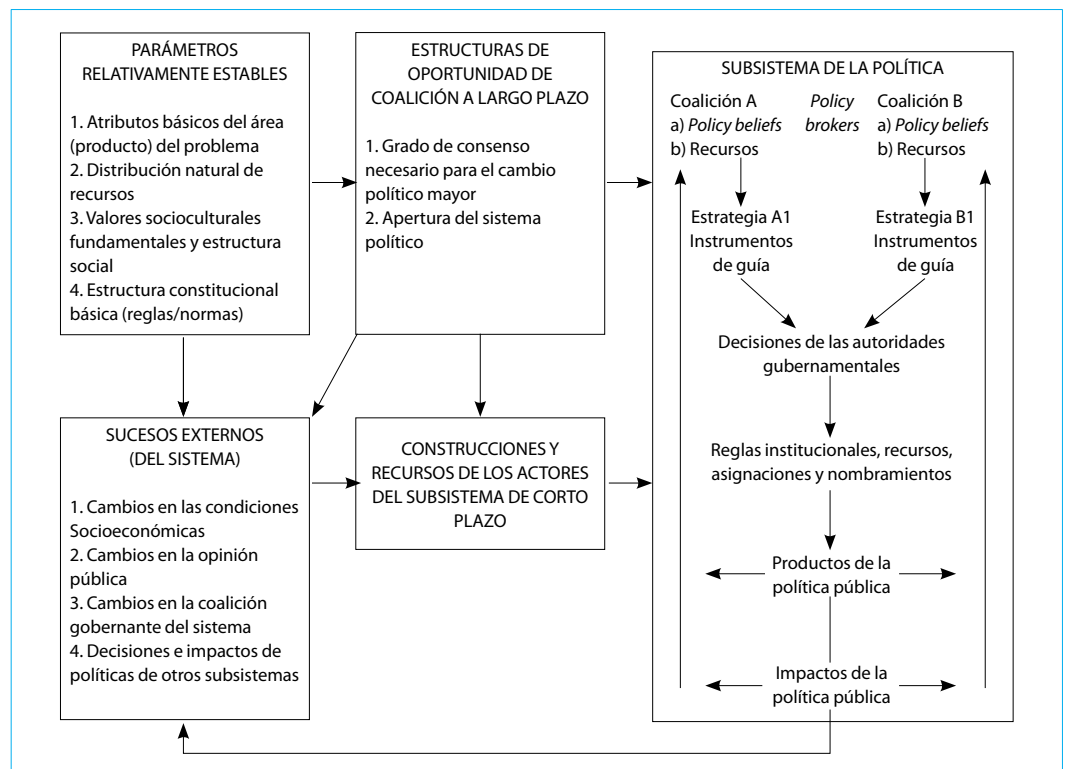 PARÁMETROS
RELATIVAMENTE ESTABLES
1. Atributos básicos del área
(producto) del problema
2. Distribución natural de
recursos
3. Valores socioculturales
fundamentales y estructura
social
4. Estructura constitucional
básica (reglas/normas)
ESTRUCTURAS DE
OPORTUNIDAD DE
COALICIÓN A LARGO PLAZO
1. Grado de consenso
necesario para el cambio
político mayor
2. Apertura del sistema
político
SUBSISTEMA DE LA POLÍTICA
Coalición A
a) Policy beliefs
b) Recursos
Policy
brokers
Coalición B
a) Policy beliefs
b) Recursos
Estrategia A1
Instrumentos
de guía
Estrategia B1
Instrumentos
de guía
Decisiones de las autoridades
gubernamentales
Reglas institucionales, recursos,
asignaciones y nombramientos
Productos de la
política pública
Impactos de la
política pública
SUCESOS EXTERNOS
(DEL SISTEMA)
1. Cambios en las condiciones
Socioeconómicas
2. Cambios en la opinión
pública
3. Cambios en la coalición
gobernante del sistema
4. Decisiones e impactos de
políticas de otros subsistemas
CONSTRUCCIONES Y
RECURSOS DE LOS ACTORES
DEL SUBSISTEMA DE CORTO
PLAZO